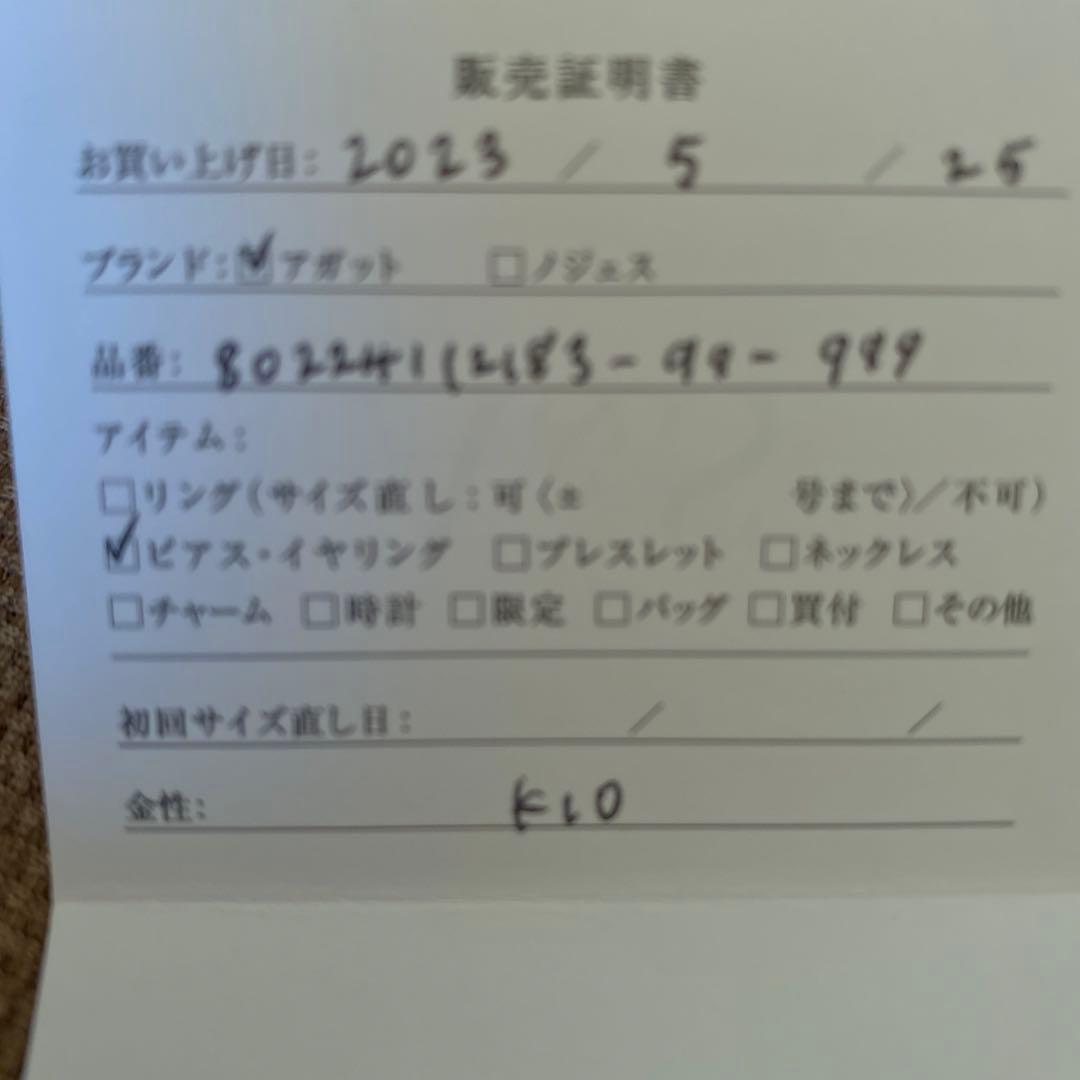 販売証明書
お買い上げ日: 2023 / 5 / 25
ブランド: ☑アガット □ノジェス
品番:
アイテム:
□リング(サイズ直し:可〈± 号まで〉/不可)
☑ピアス・イヤリング □ブレスレット □ネックレス
□チャーム □時計 □限定 □バッグ □買付 □その他
初回サイズ直し日: / /
金性: K10